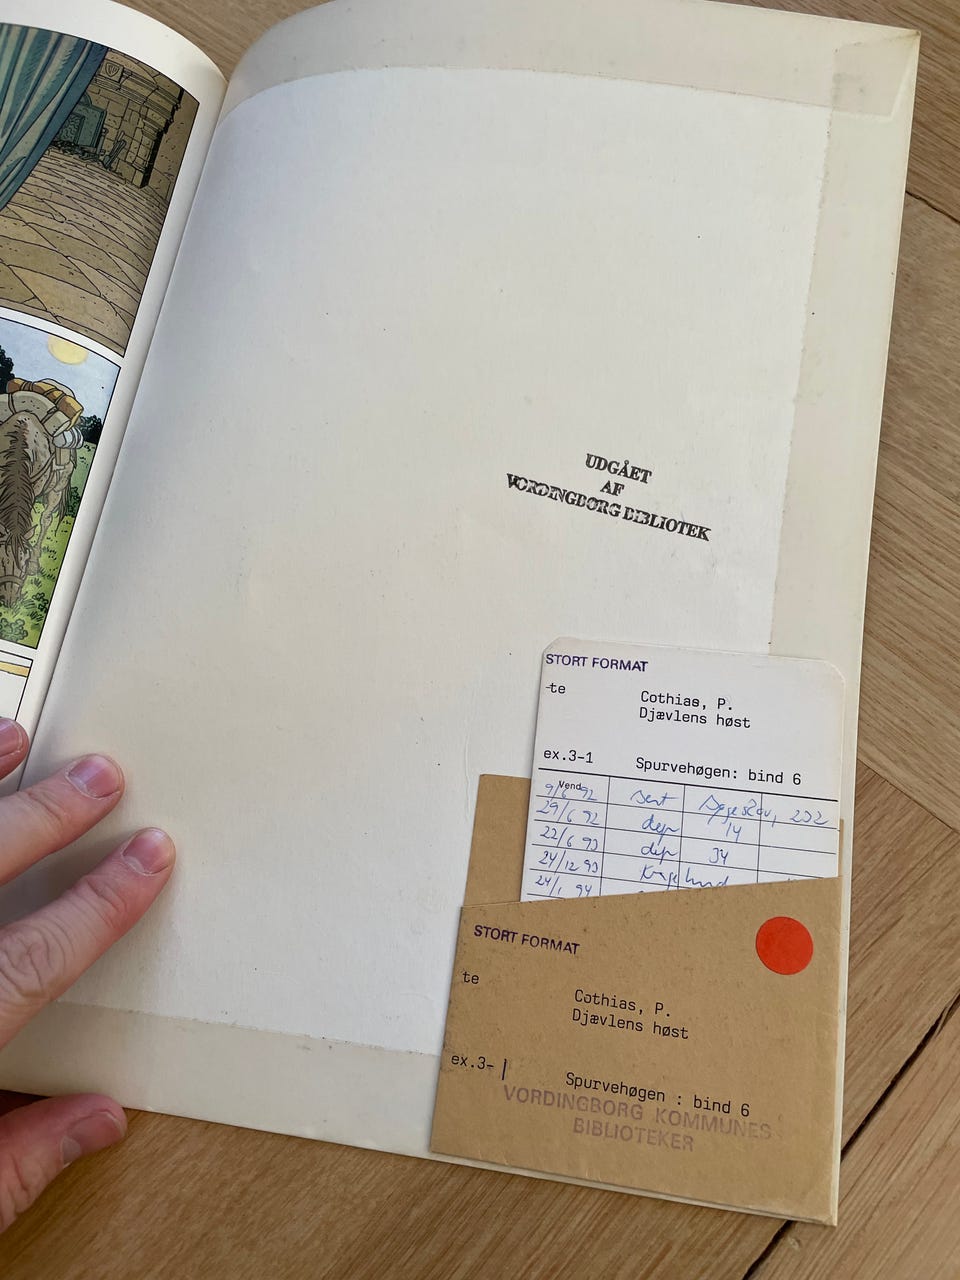 UDGÅET
AF
VORDINGBORG BIBLIOTEK
STORT FORMAT
te
Cothias, P.
Djævlens høst
ex.3-1 Spurvehøgen: bind 6
Vend
9/6 92
29/6 92 14
22/6 93 34
24/12 93
24/1 94
STORT FORMAT
te
Cothias, P.
Djævlens høst
ex.3-
Spurvehøgen : bind 6
VORDINGBORG KOMMUNES
BIBLIOTEKER